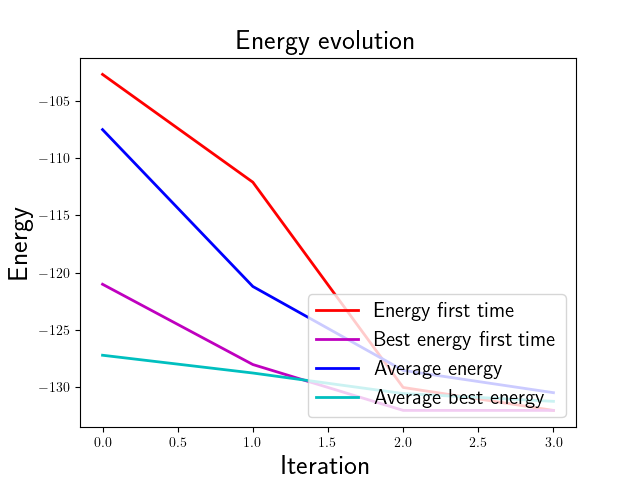 Energy evolution
Energy
−105
−110
−115
−120
−125
−130
Energy first time
Best energy first time
Average energy
Average best energy
0.0 0.5 1.0 1.5 2.0 2.5 3.0
Iteration